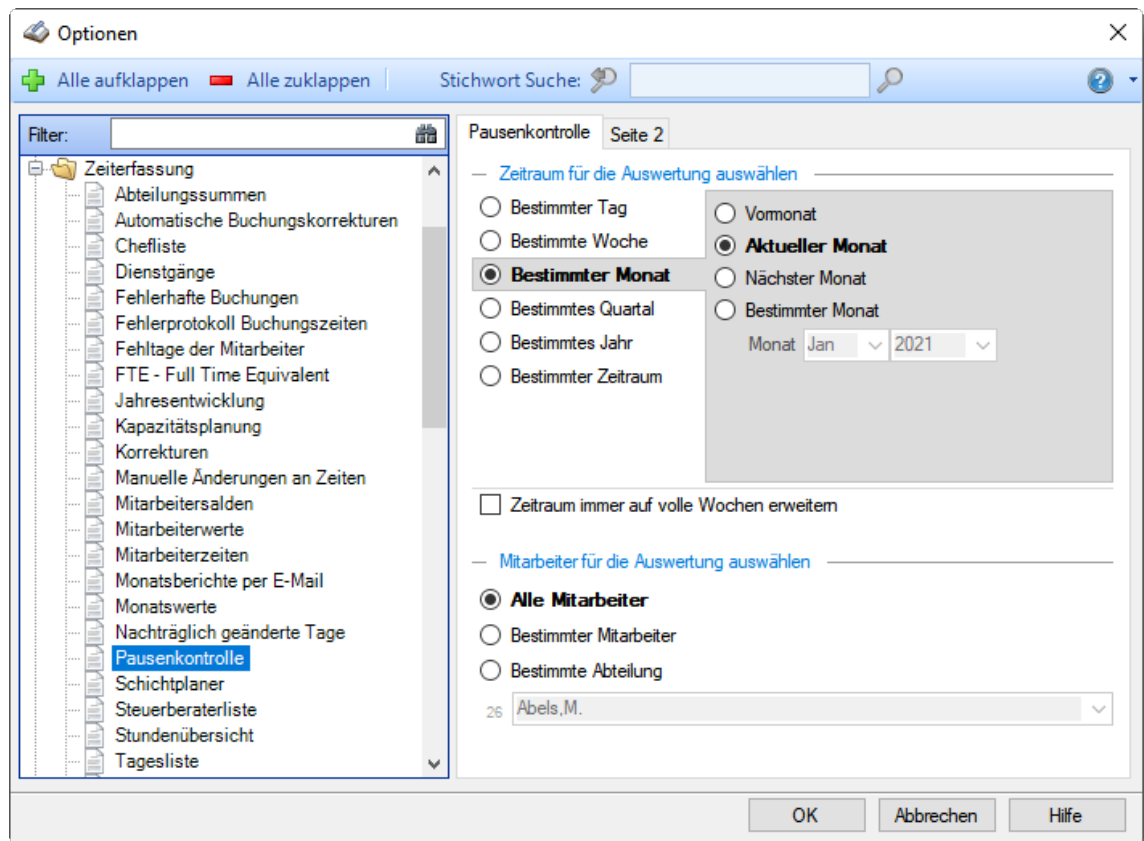 Optionen
Alle aufklappen Alle zuklappen Stichwort Suche:
Filter:
Zeiterfassung
Abteilungssummen
Automatische Buchungskorrekturen
Chefliste
Dienstgänge
Fehlerhafte Buchungen
Fehlerprotokoll Buchungszeiten
Fehltage der Mitarbeiter
FTE - Full Time Equivalent
Jahresentwicklung
Kapazitätsplanung
Korrekturen
Manuelle Änderungen an Zeiten
Mitarbeitersalden
Mitarbeiterwerte
Mitarbeiterzeiten
Monatsberichte per E-Mail
Monatswerte
Nachträglich geänderte Tage
Pausenkontrolle
Schichtplaner
Steuerberaterliste
Stundenübersicht
Tagesliste
Pausenkontrolle Seite 2
Zeitraum für die Auswertung auswählen
Bestimmter Tag
Bestimmte Woche
Bestimmter Monat
Bestimmtes Quartal
Bestimmtes Jahr
Bestimmter Zeitraum
Vormonat
Aktueller Monat
Nächster Monat
Bestimmter Monat
Monat Jan 2021
Zeitraum immer auf volle Wochen erweitern
Mitarbeiter für die Auswertung auswählen
Alle Mitarbeiter
Bestimmter Mitarbeiter
Bestimmte Abteilung
26 Abels,M.
OK Abbrechen Hilfe